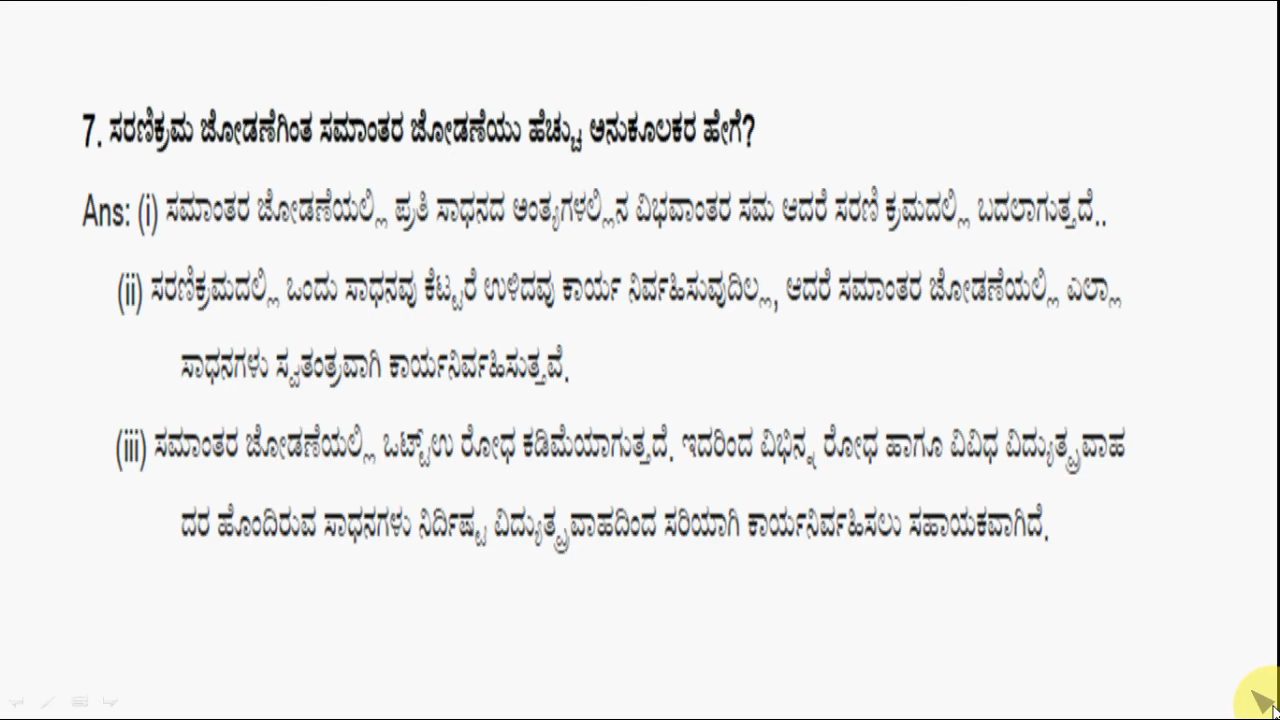 7. ಸರಣಿಕ್ರಮ ಜೋಡಣೆಗಿಂತ ಸಮಾಂತರ ಜೋಡಣೆಯು ಹೆಚ್ಚು ಅನುಕೂಲಕರ ಹೇಗೆ?
Ans: (i) ಸಮಾಂತರ ಜೋಡಣೆಯಲ್ಲಿ ಪ್ರತಿ ಸಾಧನದ ಅಂತ್ಯಗಳಲ್ಲಿನ ವಿಭವಾಂತರ ಸಮ ಆದರೆ ಸರಣಿ ಕ್ರಮದಲ್ಲಿ ಬದಲಾಗುತ್ತದೆ..
(ii) ಸರಣಿಕ್ರಮದಲ್ಲಿ ಒಂದು ಸಾಧನವು ಕೆಟ್ಟರೆ ಉಳಿದವು ಕಾರ್ಯ ನಿರ್ವಹಿಸುವುದಿಲ್ಲ, ಆದರೆ ಸಮಾಂತರ ಜೋಡಣೆಯಲ್ಲಿ ಎಲ್ಲಾ
ಸಾಧನಗಳು ಸ್ವತಂತ್ರವಾಗಿ ಕಾರ್ಯನಿರ್ವಹಿಸುತ್ತವೆ.
(iii) ಸಮಾಂತರ ಜೋಡಣೆಯಲ್ಲಿ ಒಟ್ಟ್‌ಉ ರೋಧ ಕಡಿಮೆಯಾಗುತ್ತದೆ. ಇದರಿಂದ ವಿಭಿನ್ನ ರೋಧ ಹಾಗೂ ವಿವಿಧ ವಿದ್ಯುತ್ಪ್ರವಾಹ
ದರ ಹೊಂದಿರುವ ಸಾಧನಗಳು ನಿರ್ದಿಷ್ಟ ವಿದ್ಯುತ್ಪ್ರವಾಹದಿಂದ ಸರಿಯಾಗಿ ಕಾರ್ಯನಿರ್ವಹಿಸಲು ಸಹಾಯಕವಾಗಿದೆ.